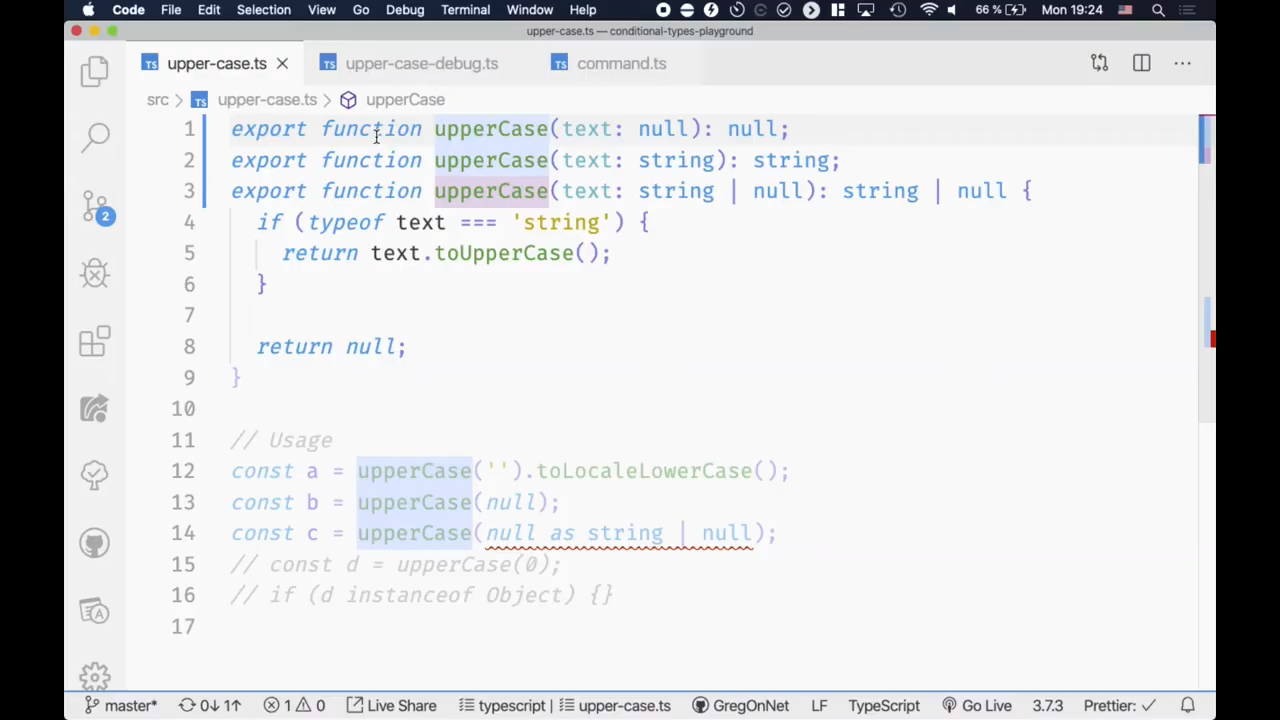 Code File Edit Selection View Go Debug Terminal Window Help 66 % Mon 19:24
upper-case.ts — conditional-types-playground
TS upper-case.ts TS upper-case-debug.ts TS command.ts
src TS upper-case.ts upperCase
1 export function upperCase(text: null): null;
2 export function upperCase(text: string): string;
3 export function upperCase(text: string | null): string | null {
4 if (typeof text === 'string') {
5 return text.toUpperCase();
6 }
7
8 return null;
9 }
10
11 // Usage
12 const a = upperCase('').toLocaleLowerCase();
13 const b = upperCase(null);
14 const c = upperCase(null as string | null);
15 // const d = upperCase(0);
16 // if (d instanceof Object) {}
17
2
master* 0↓ 1↑ 1 0 Live Share typescript | upper-case.ts GregOnNet LF TypeScript Go Live 3.7.3 Prettier: ✓